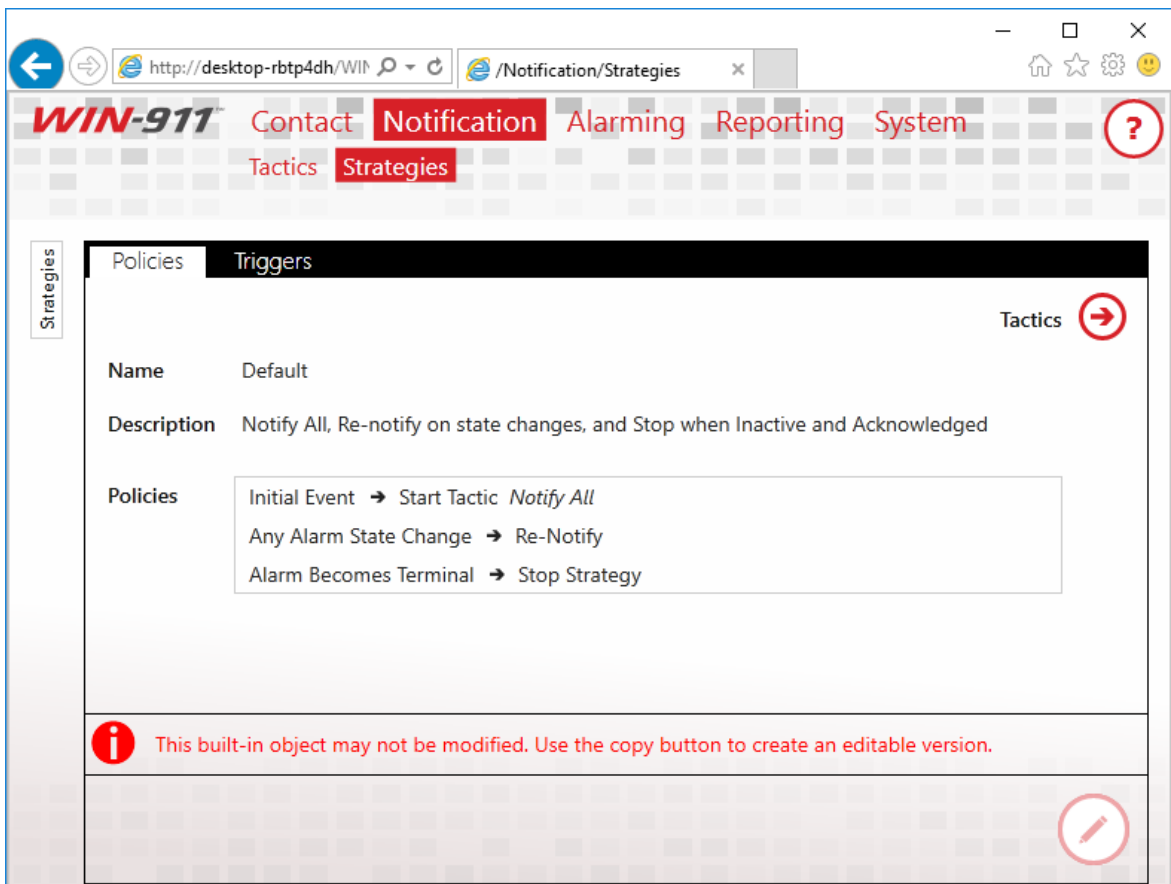 http://desktop-rbtp4dh/WIN
/Notification/Strategies
WIN-911™ Contact Notification Alarming Reporting System ?
Tactics Strategies
Strategies
Policies Triggers
Tactics
Name Default
Description Notify All, Re-notify on state changes, and Stop when Inactive and Acknowledged
Policies Initial Event ➔ Start Tactic Notify All
Any Alarm State Change ➔ Re-Notify
Alarm Becomes Terminal ➔ Stop Strategy
i This built-in object may not be modified. Use the copy button to create an editable version.